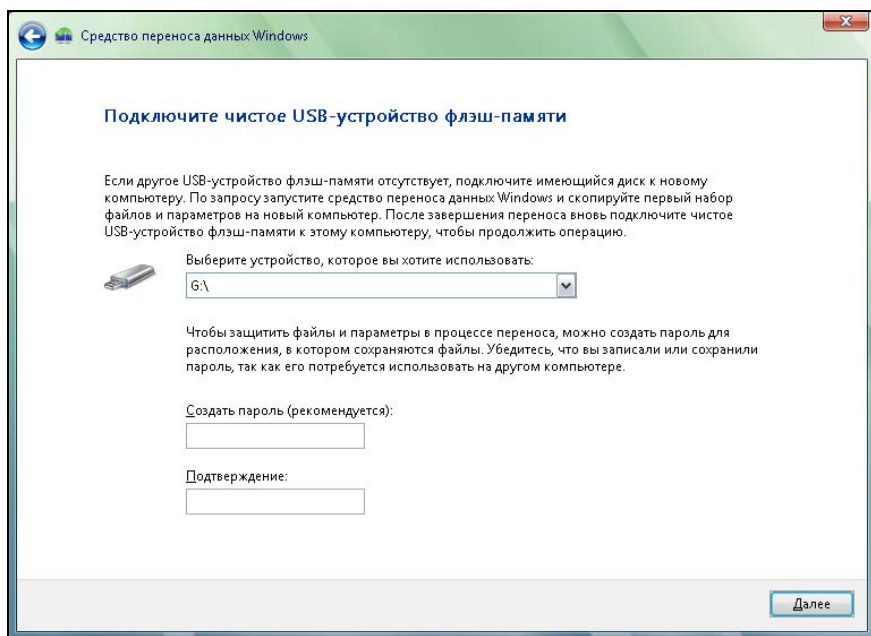 Средство переноса данных Windows
Подключите чистое USB-устройство флэш-памяти
Если другое USB-устройство флэш-памяти отсутствует, подключите имеющийся диск к новому
компьютеру. По запросу запустите средство переноса данных Windows и скопируйте первый набор
файлов и параметров на новый компьютер. После завершения переноса вновь подключите чистое
USB-устройство флэш-памяти к этому компьютеру, чтобы продолжить операцию.
Выберите устройство, которое вы хотите использовать:
G:\
Чтобы защитить файлы и параметры в процессе переноса, можно создать пароль для
расположения, в котором сохраняются файлы. Убедитесь, что вы записали или сохранили
пароль, так как его потребуется использовать на другом компьютере.
Создать пароль (рекомендуется):
Подтверждение:
Далее